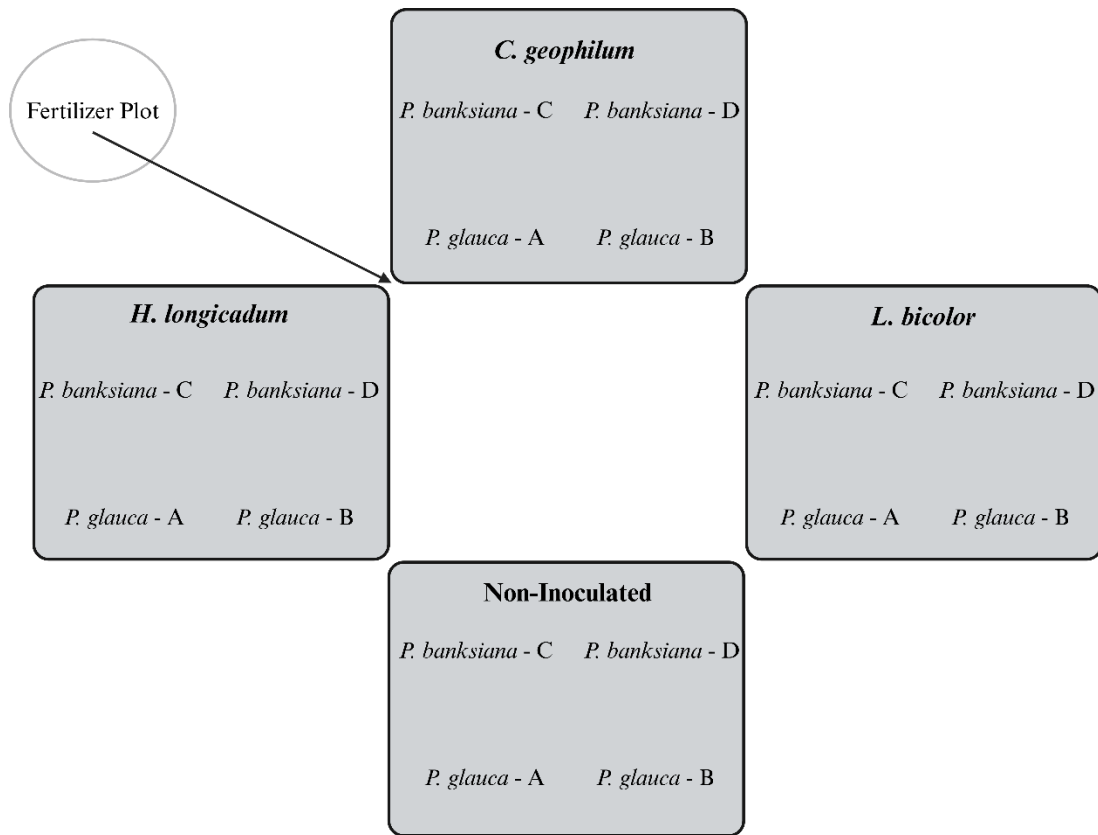 C. geophilum
P. banksiana - C P. banksiana - D
Fertilizer Plot
P. glauca - A P. glauca - B
H. longicadum
P. banksiana - C P. banksiana - D
P. glauca - A P. glauca - B
L. bicolor
P. banksiana - C P. banksiana - D
P. glauca - A P. glauca - B
Non-Inoculated
P. banksiana - C P. banksiana - D
P. glauca - A P. glauca - B